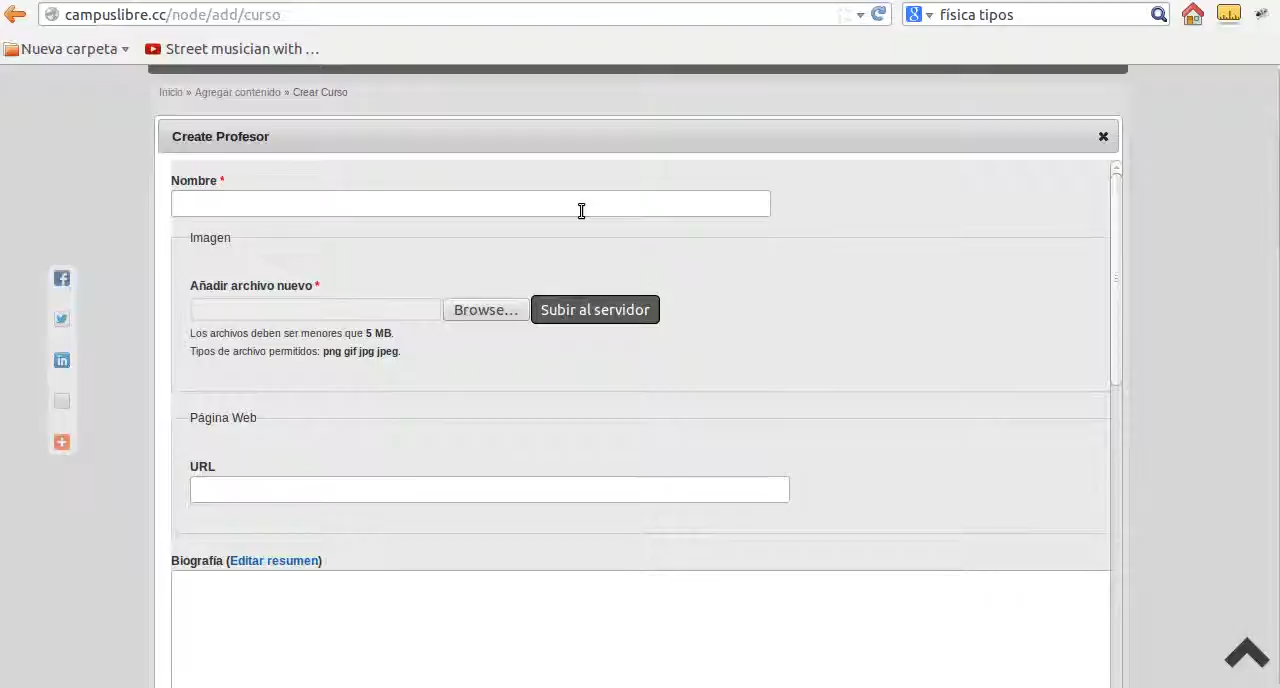 campuslibre.cc/node/add/curso
física tipos
Nueva carpeta
Street musician with …
Inicio » Agregar contenido » Crear Curso
Create Profesor
Nombre *
Imagen
Añadir archivo nuevo *
Browse...
Subir al servidor
Los archivos deben ser menores que 5 MB.
Tipos de archivo permitidos: png gif jpg jpeg.
Página Web
URL
Biografía (Editar resumen)